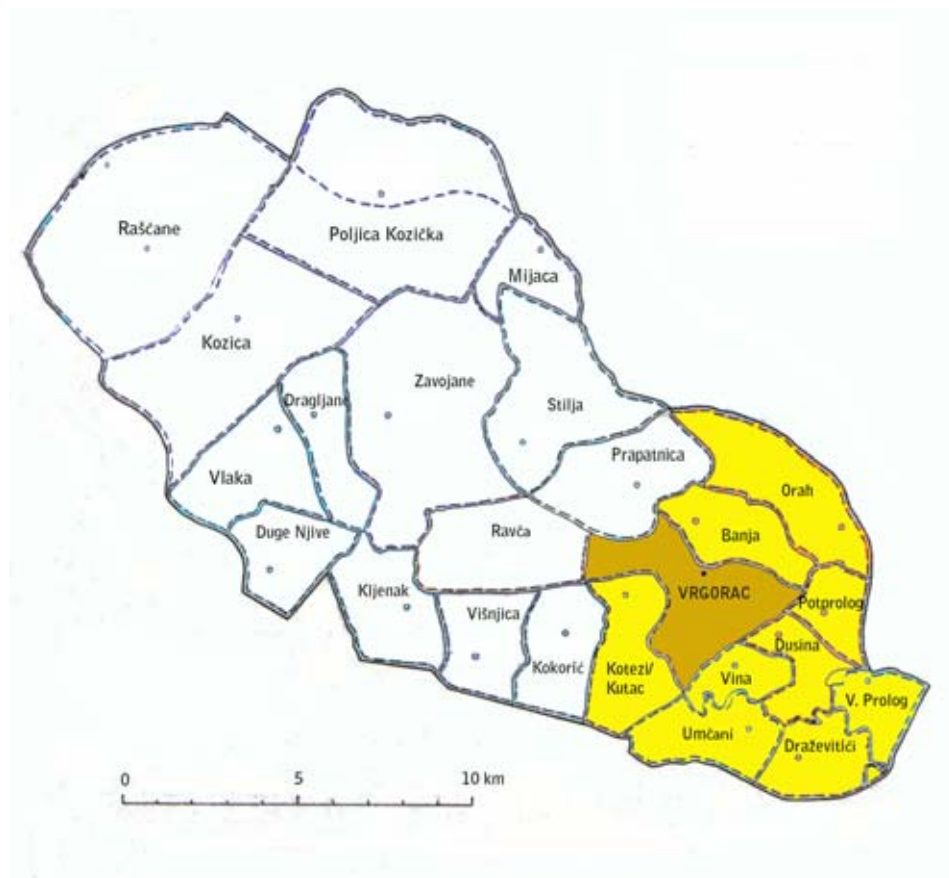 Rašćane
Poljica Kozička
Mijaca
Kozica
Zavojane
Dragljane
Stilja
Prapatnica
Vlaka
Orah
Duge Njive
Ravča
Banja
Kljenak
VRGORAC
Potprolog
Višnjica
Dusina
Kokorić
Kotezi/
Kutac
Vina
V. Prolog
Umčani
Draževitići
0 5 10 km